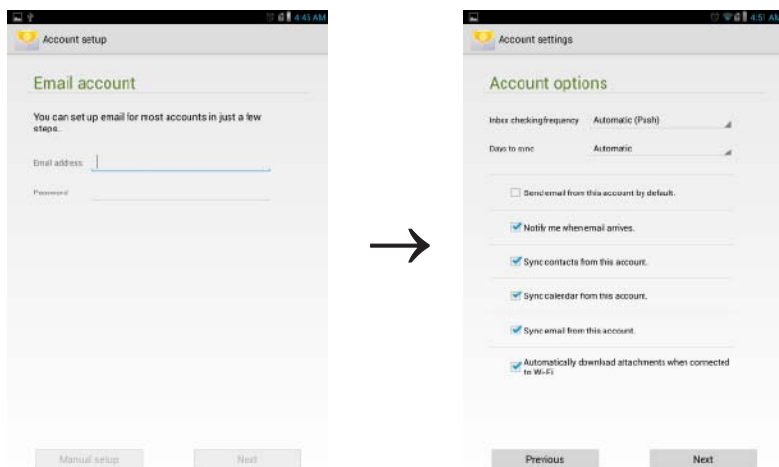 4:45 AM
Account setup
Email account
You can set up email for most accounts in just a few
steps.
Email address
Password
Manual setup
Next
→
4:51 AM
Account settings
Account options
Inbox checking frequency Automatic (Push)
Days to sync Automatic
Send email from this account by default.
Notify me when email arrives.
Sync contacts from this account.
Sync calendar from this account.
Sync email from this account.
Automatically download attachments when connected
to Wi-Fi
Previous
Next